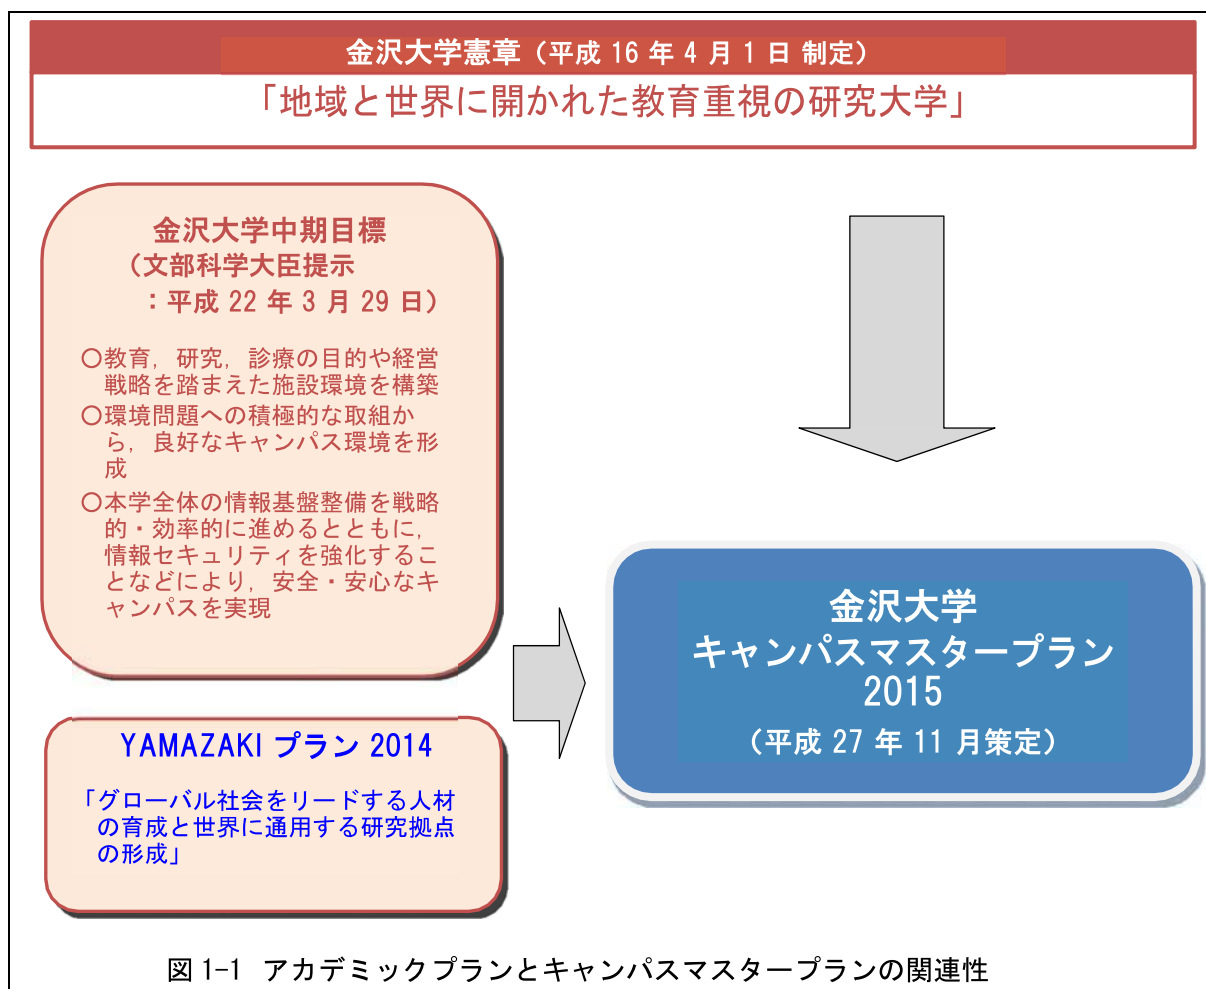 金沢大学憲章（平成 16 年 4 月 1 日 制定）
「地域と世界に開かれた教育重視の研究大学」
金沢大学中期目標
（文部科学大臣提示
：平成 22 年 3 月 29 日）
○教育，研究，診療の目的や経営
戦略を踏まえた施設環境を構築
○環境問題への積極的な取組か
ら，良好なキャンパス環境を形
成
○本学全体の情報基盤整備を戦略
的・効率的に進めるとともに，
情報セキュリティを強化するこ
となどにより，安全・安心なキ
ャンパスを実現
YAMAZAKI プラン 2014
「グローバル社会をリードする人材
の育成と世界に通用する研究拠点
の形成」
金沢大学
キャンパスマスタープラン
2015
（平成 27 年 11 月策定）
図 1-1 アカデミックプランとキャンパスマスタープランの関連性